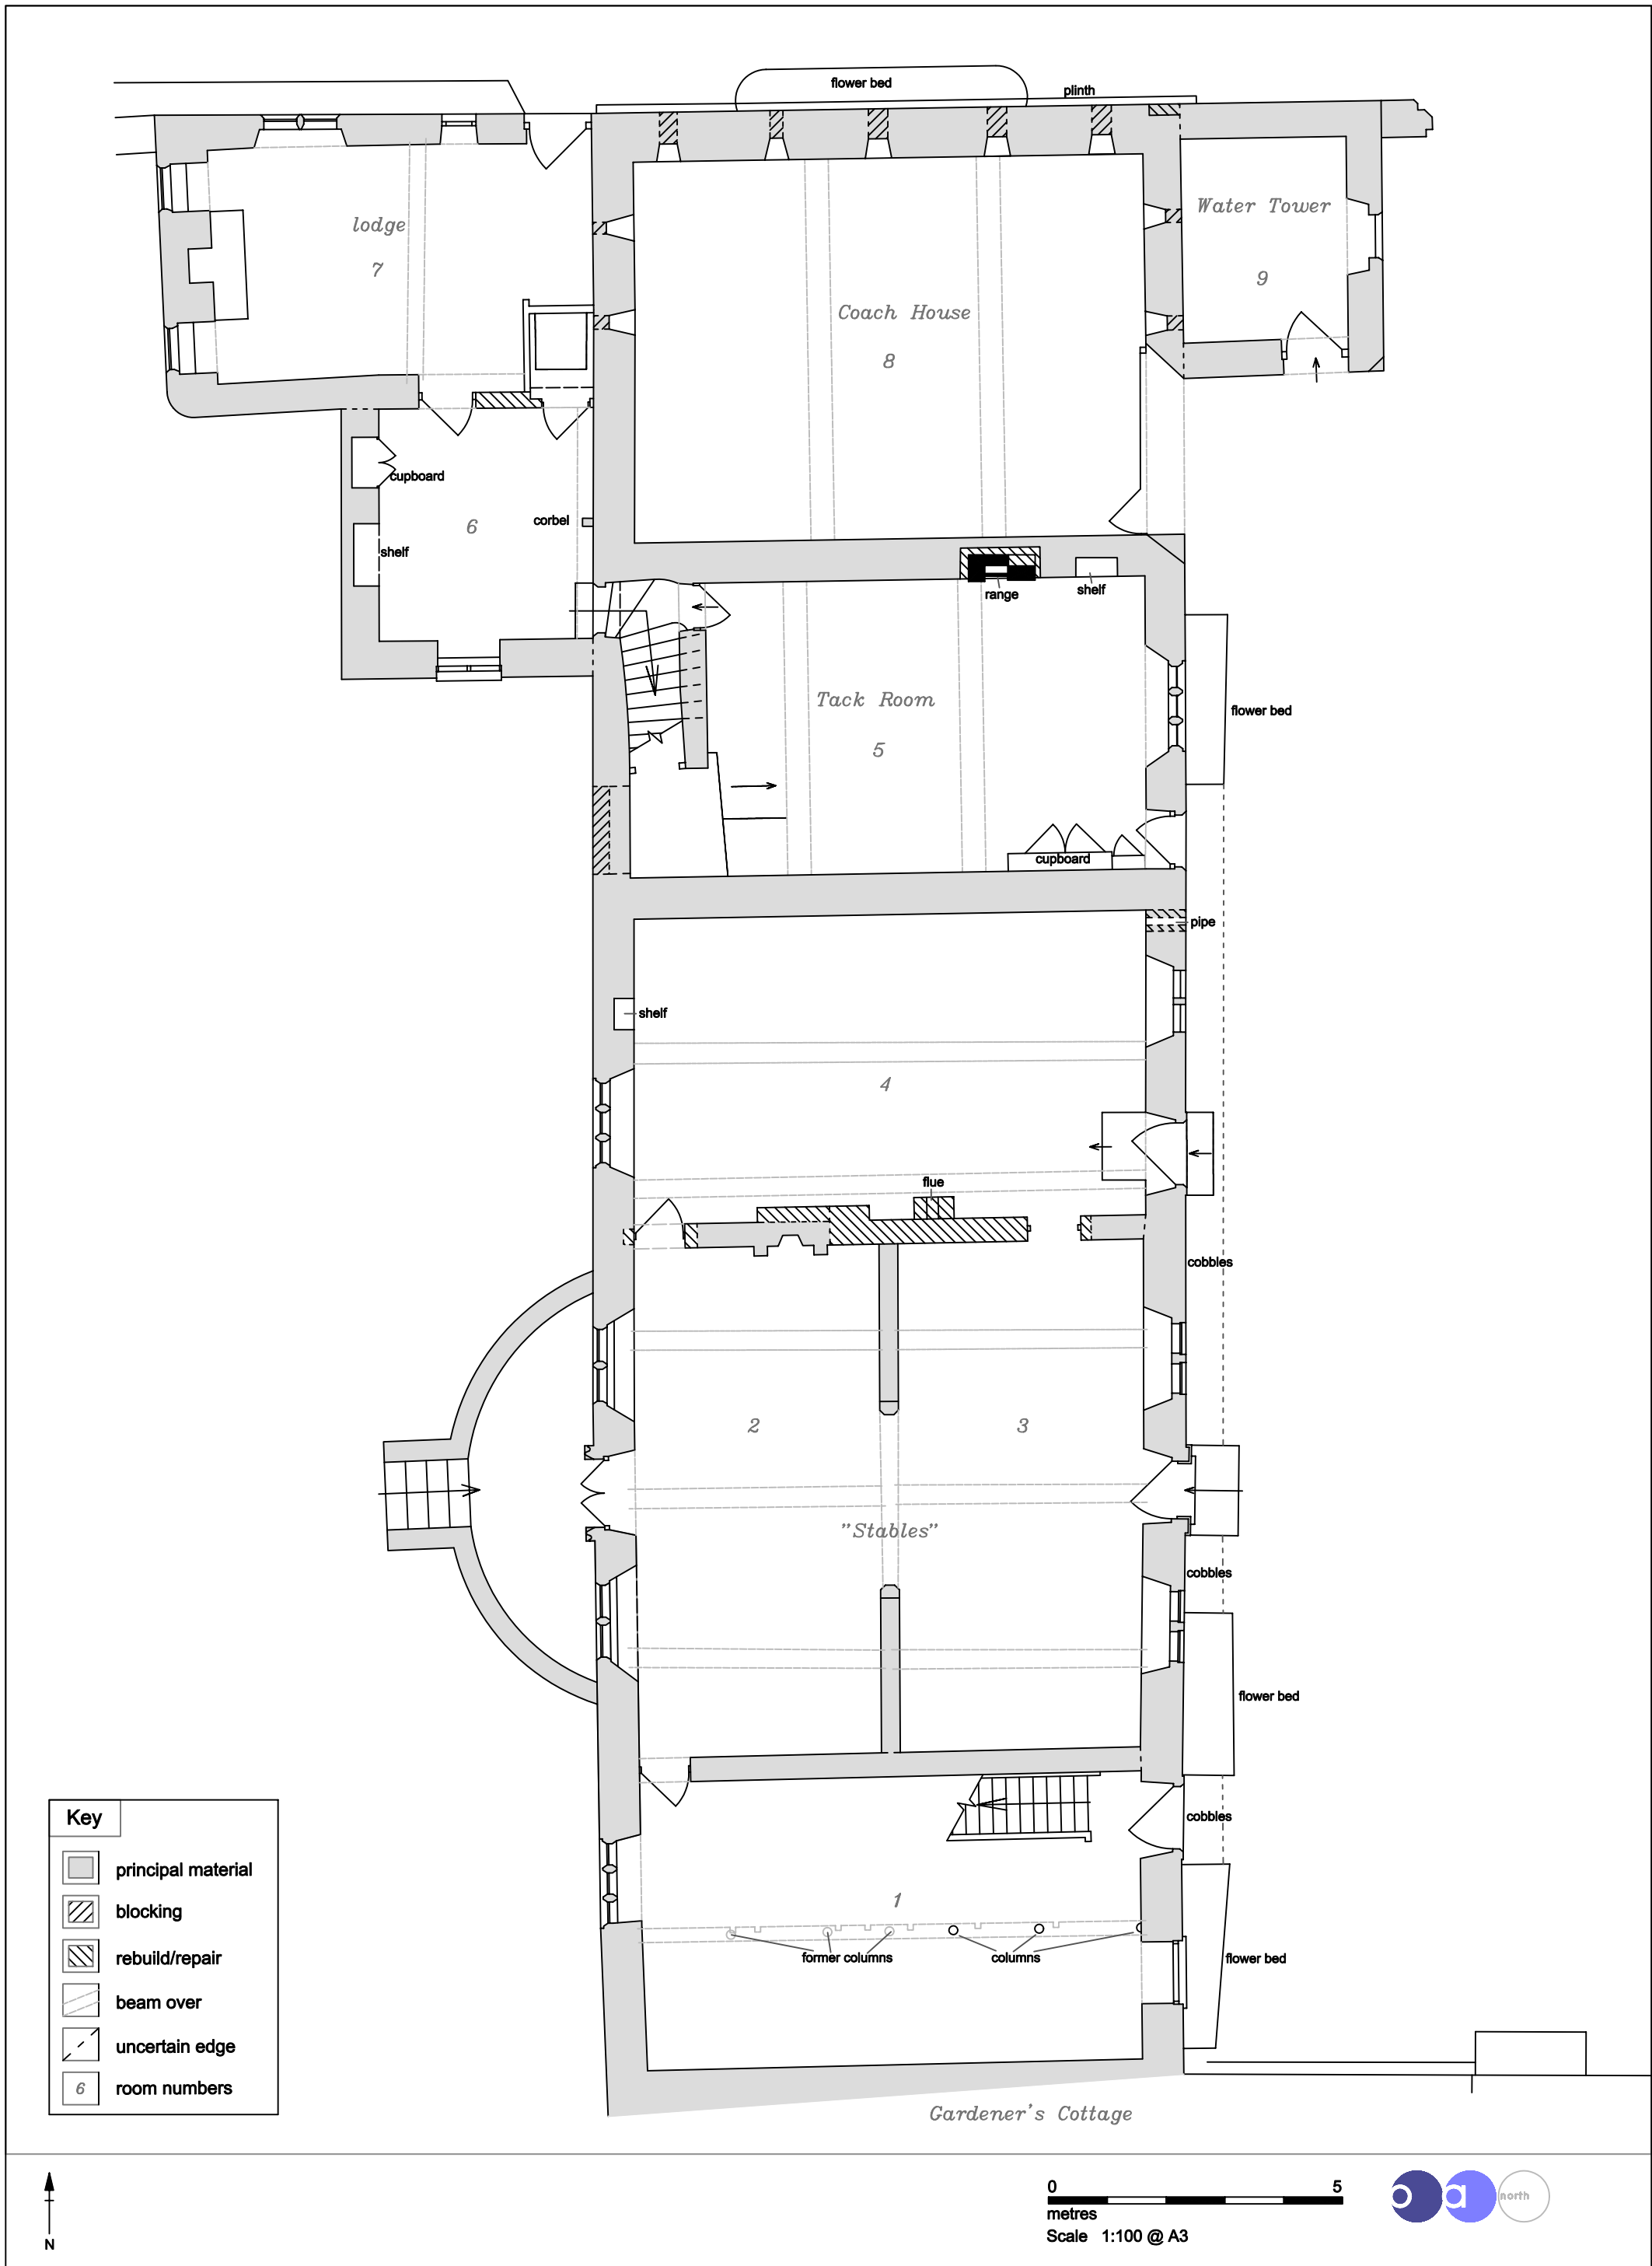 flower bed
plinth
lodge
7
Water Tower
9
Coach House
8
cupboard
6
corbel
shelf
range
shelf
Tack Room
5
flower bed
cupboard
pipe
shelf
4
flue
cobbles
2
3
"Stables"
cobbles
flower bed
cobbles
1
former columns
columns
flower bed
Gardener's Cottage
Key
principal material
blocking
rebuild/repair
beam over
uncertain edge
6 room numbers
N
0 5
metres
Scale 1:100 @ A3
oa north